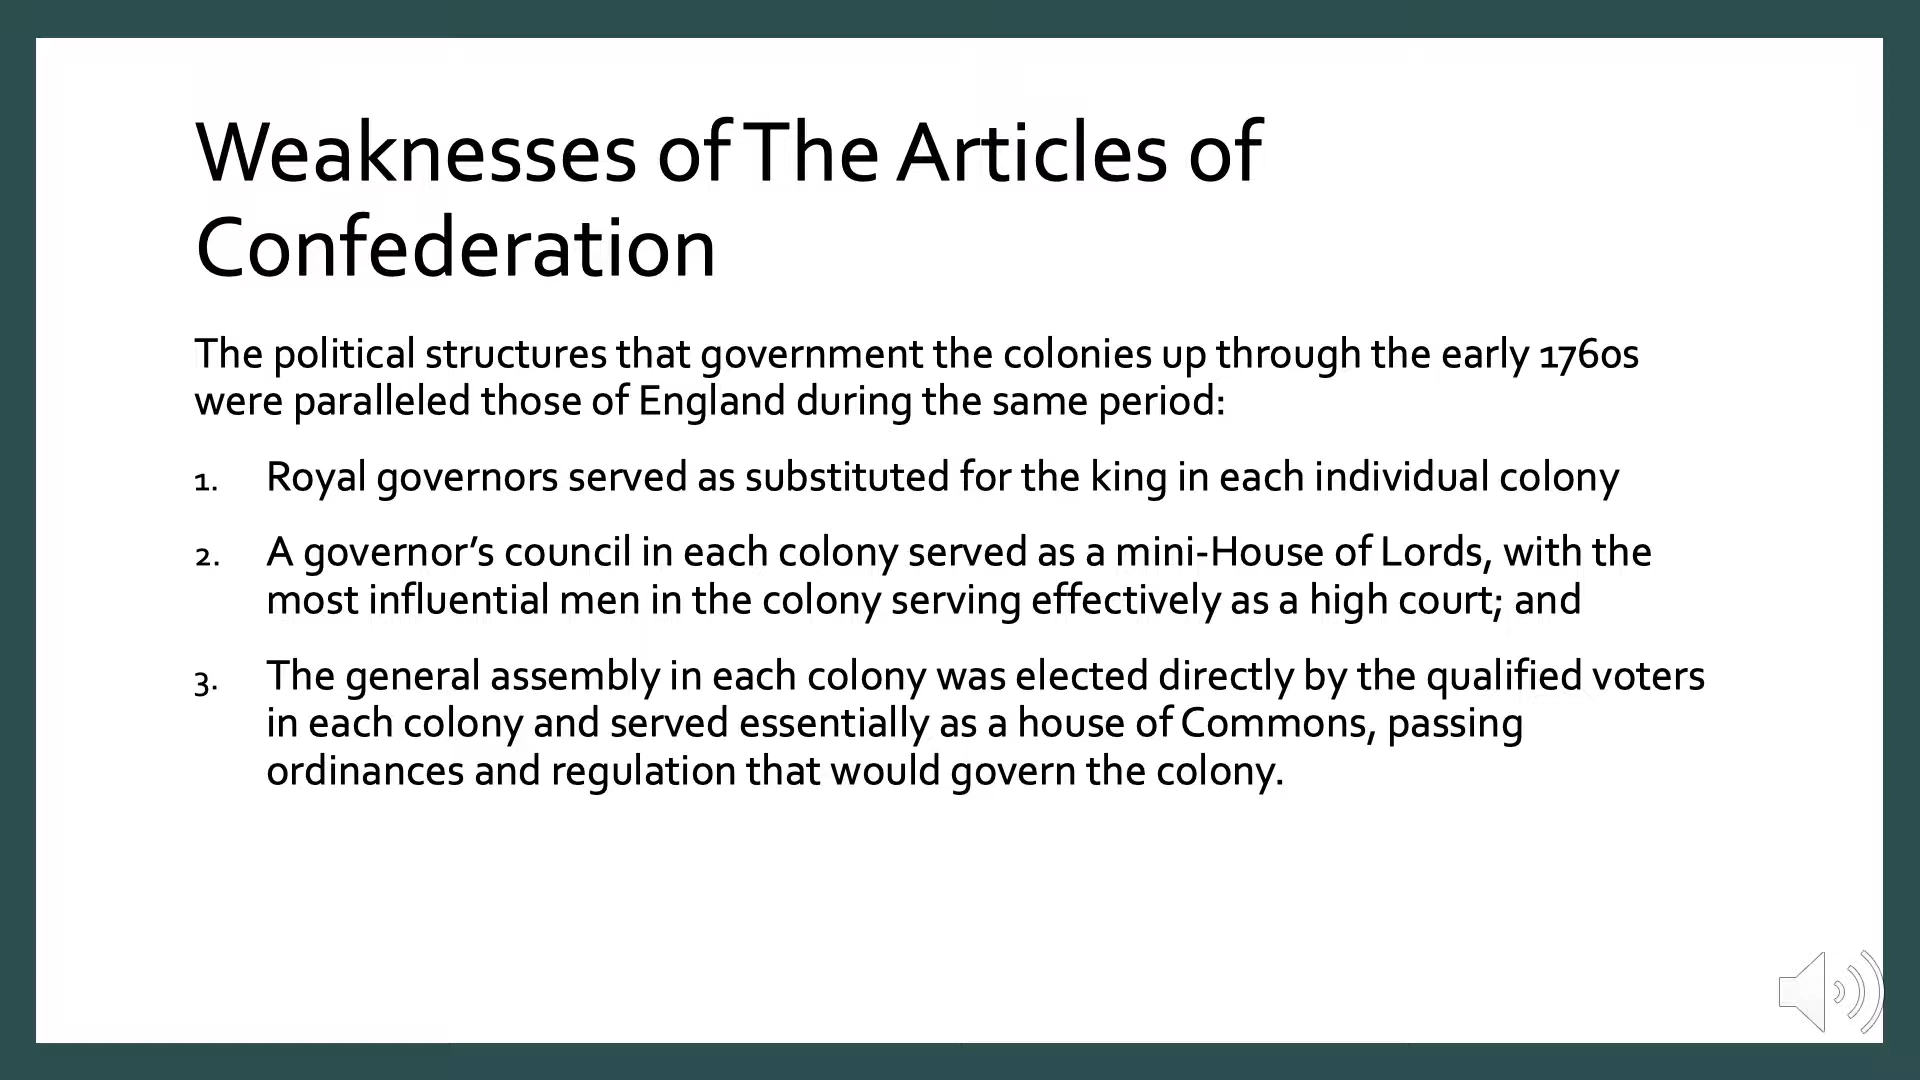 Weaknesses of The Articles of
Confederation
The political structures that government the colonies up through the early 1760s
were paralleled those of England during the same period:
1. Royal governors served as substituted for the king in each individual colony
2. A governor’s council in each colony served as a mini-House of Lords, with the
most influential men in the colony serving effectively as a high court; and
3. The general assembly in each colony was elected directly by the qualified voters
in each colony and served essentially as a house of Commons, passing
ordinances and regulation that would govern the colony.